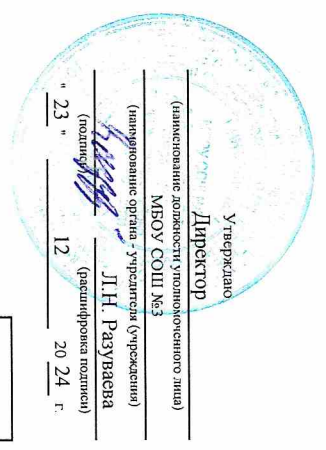 Утверждаю
Директор
(наименование должности уполномоченного лица)
МБОУ СОШ №3
(наименование органа - учредителя (учреждения)
Л.Н. Разуваева
(подпись) (расшифровка подписи)
" 23 " 12 20 24 г.